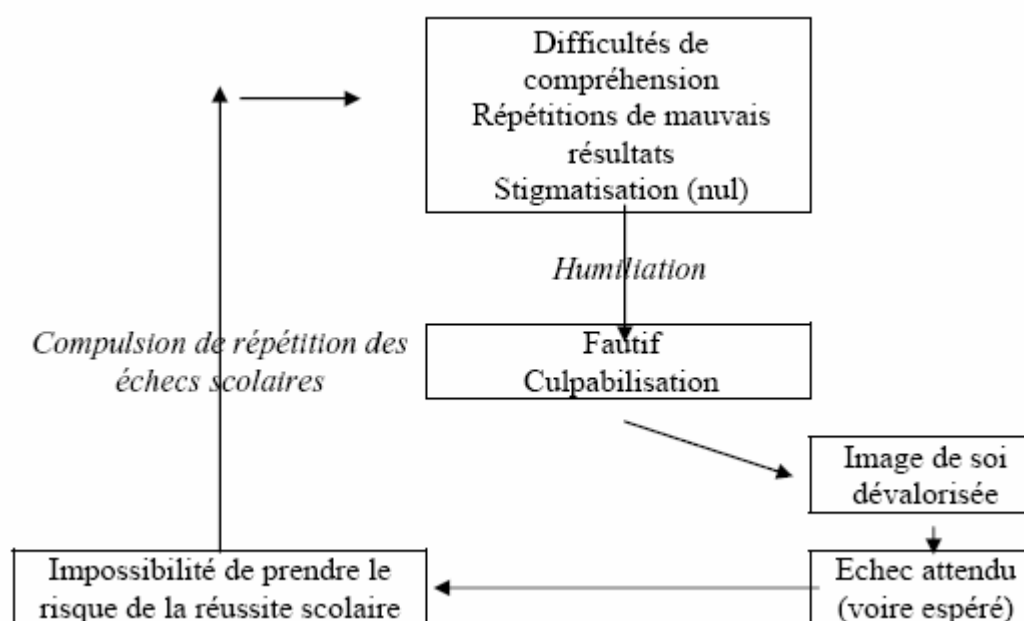 Difficultés de
compréhension
Répétitions de mauvais
résultats
Stigmatisation (nul)
Humiliation
Compulsion de répétition des
échecs scolaires
Fautif
Culpabilisation
Image de soi
dévalorisée
Echec attendu
(voire espéré)
Impossibilité de prendre le
risque de la réussite scolaire